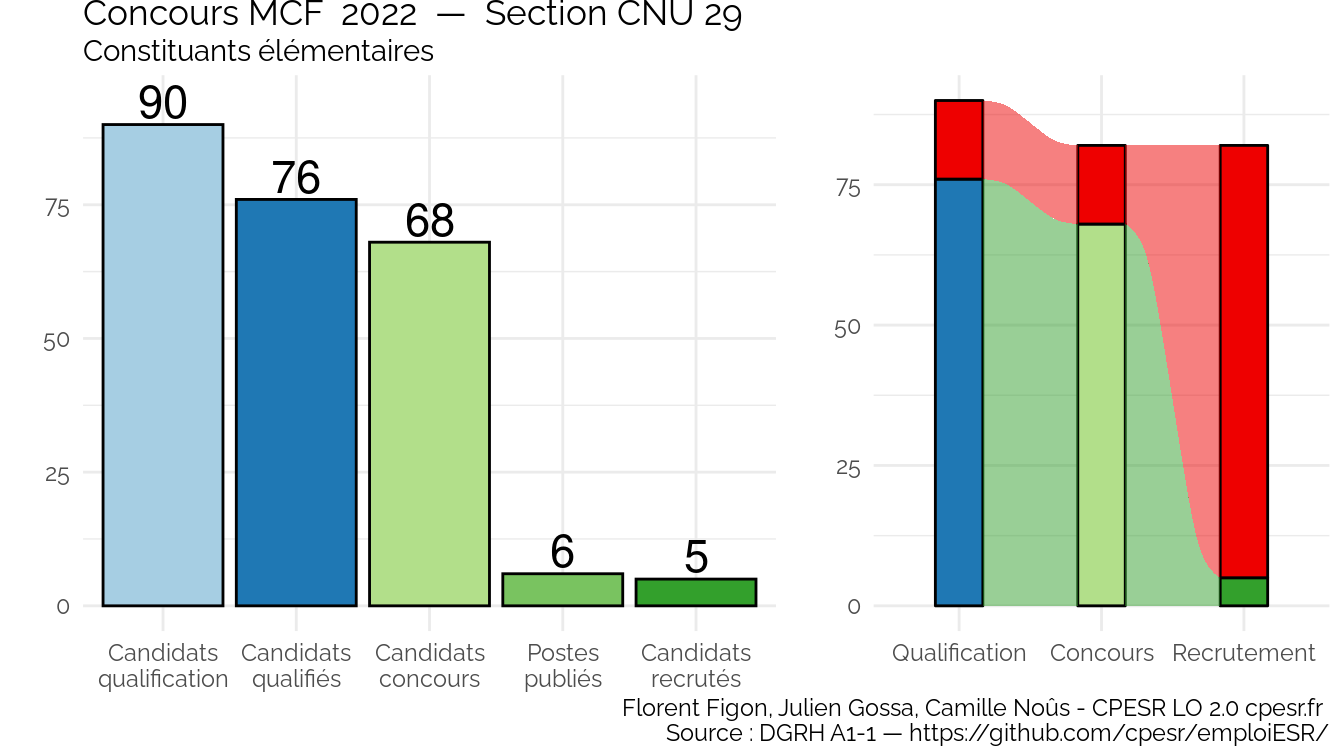 Concours MCF 2022 — Section CNU 29
Constituants élémentaires
90
76
68
6
5
75
50
25
0
Candidats qualification
Candidats qualifiés
Candidats concours
Postes publiés
Candidats recrutés
75
50
25
0
Qualification
Concours
Recrutement
Florent Figon, Julien Gossa, Camille Noûs - CPESR LO 2.0 cpesr.fr
Source : DGRH A1-1 — https://github.com/cpesr/emploiESR/